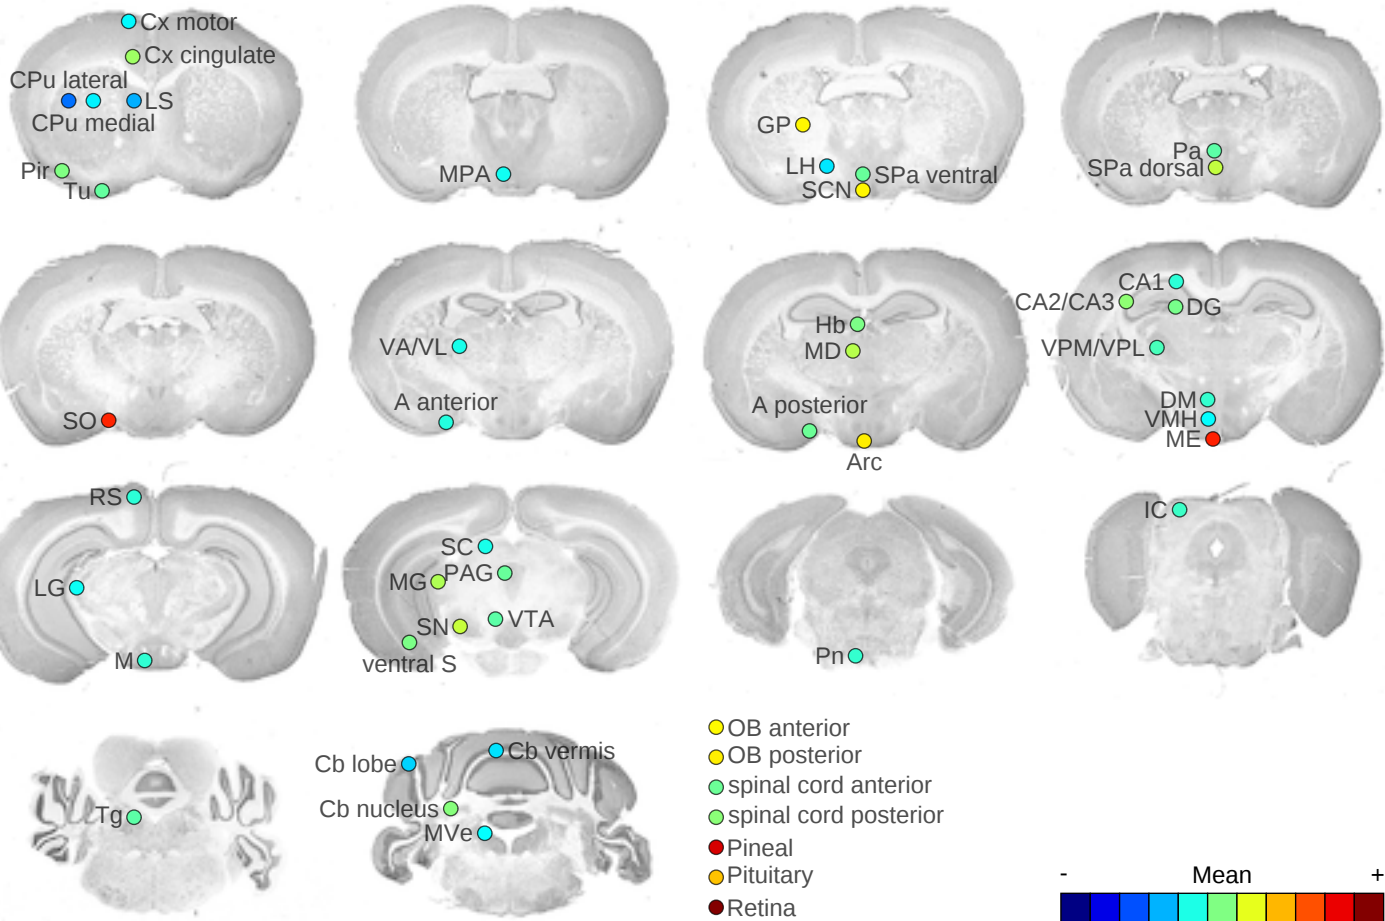 Cx motor
Cx cingulate
CPu lateral
LS
CPu medial
Pir
Tu
MPA
GP
LH
SPa ventral
SCN
Pa
SPa dorsal
SO
VA/VL
A anterior
Hb
MD
A posterior
Arc
CA1
CA2/CA3
DG
VPM/VPL
DM
VMH
ME
RS
LG
M
SC
PAG
MG
VTA
SN
ventral S
Pn
IC
Tg
Cb lobe
Cb vermis
Cb nucleus
MVe
OB anterior
OB posterior
spinal cord anterior
spinal cord posterior
Pineal
Pituitary
Retina
- Mean +